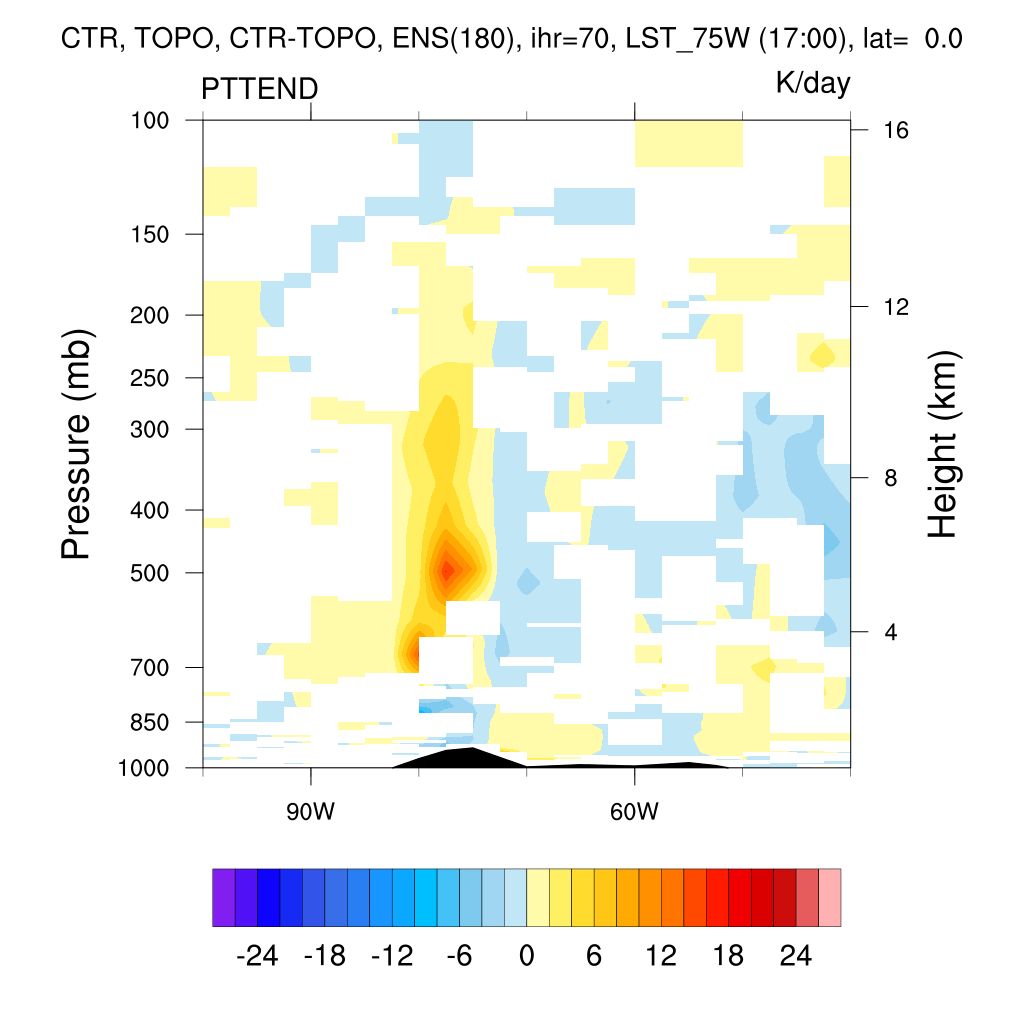 CTR, TOPO, CTR-TOPO, ENS(180), ihr=70, LST_75W (17:00), lat= 0.0
PTTEND K/day
100
150
200
250
300
400
500
700
850
1000
Pressure (mb)
16
12
8
4
Height (km)
90W 60W
-24 -18 -12 -6 0 6 12 18 24